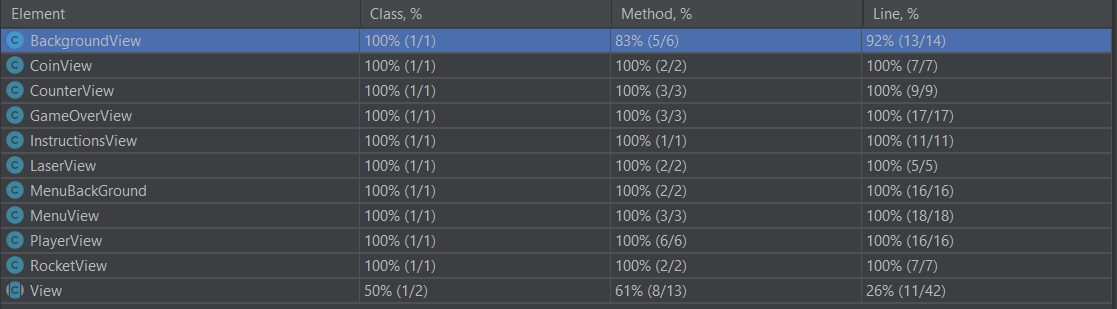 Element Class, % Method, % Line, %
C BackgroundView 100% (1/1) 83% (5/6) 92% (13/14)
C CoinView 100% (1/1) 100% (2/2) 100% (7/7)
C CounterView 100% (1/1) 100% (3/3) 100% (9/9)
C GameOverView 100% (1/1) 100% (3/3) 100% (17/17)
C InstructionsView 100% (1/1) 100% (1/1) 100% (11/11)
C LaserView 100% (1/1) 100% (2/2) 100% (5/5)
C MenuBackGround 100% (1/1) 100% (2/2) 100% (16/16)
C MenuView 100% (1/1) 100% (3/3) 100% (18/18)
C PlayerView 100% (1/1) 100% (6/6) 100% (16/16)
C RocketView 100% (1/1) 100% (2/2) 100% (7/7)
C View 50% (1/2) 61% (8/13) 26% (11/42)